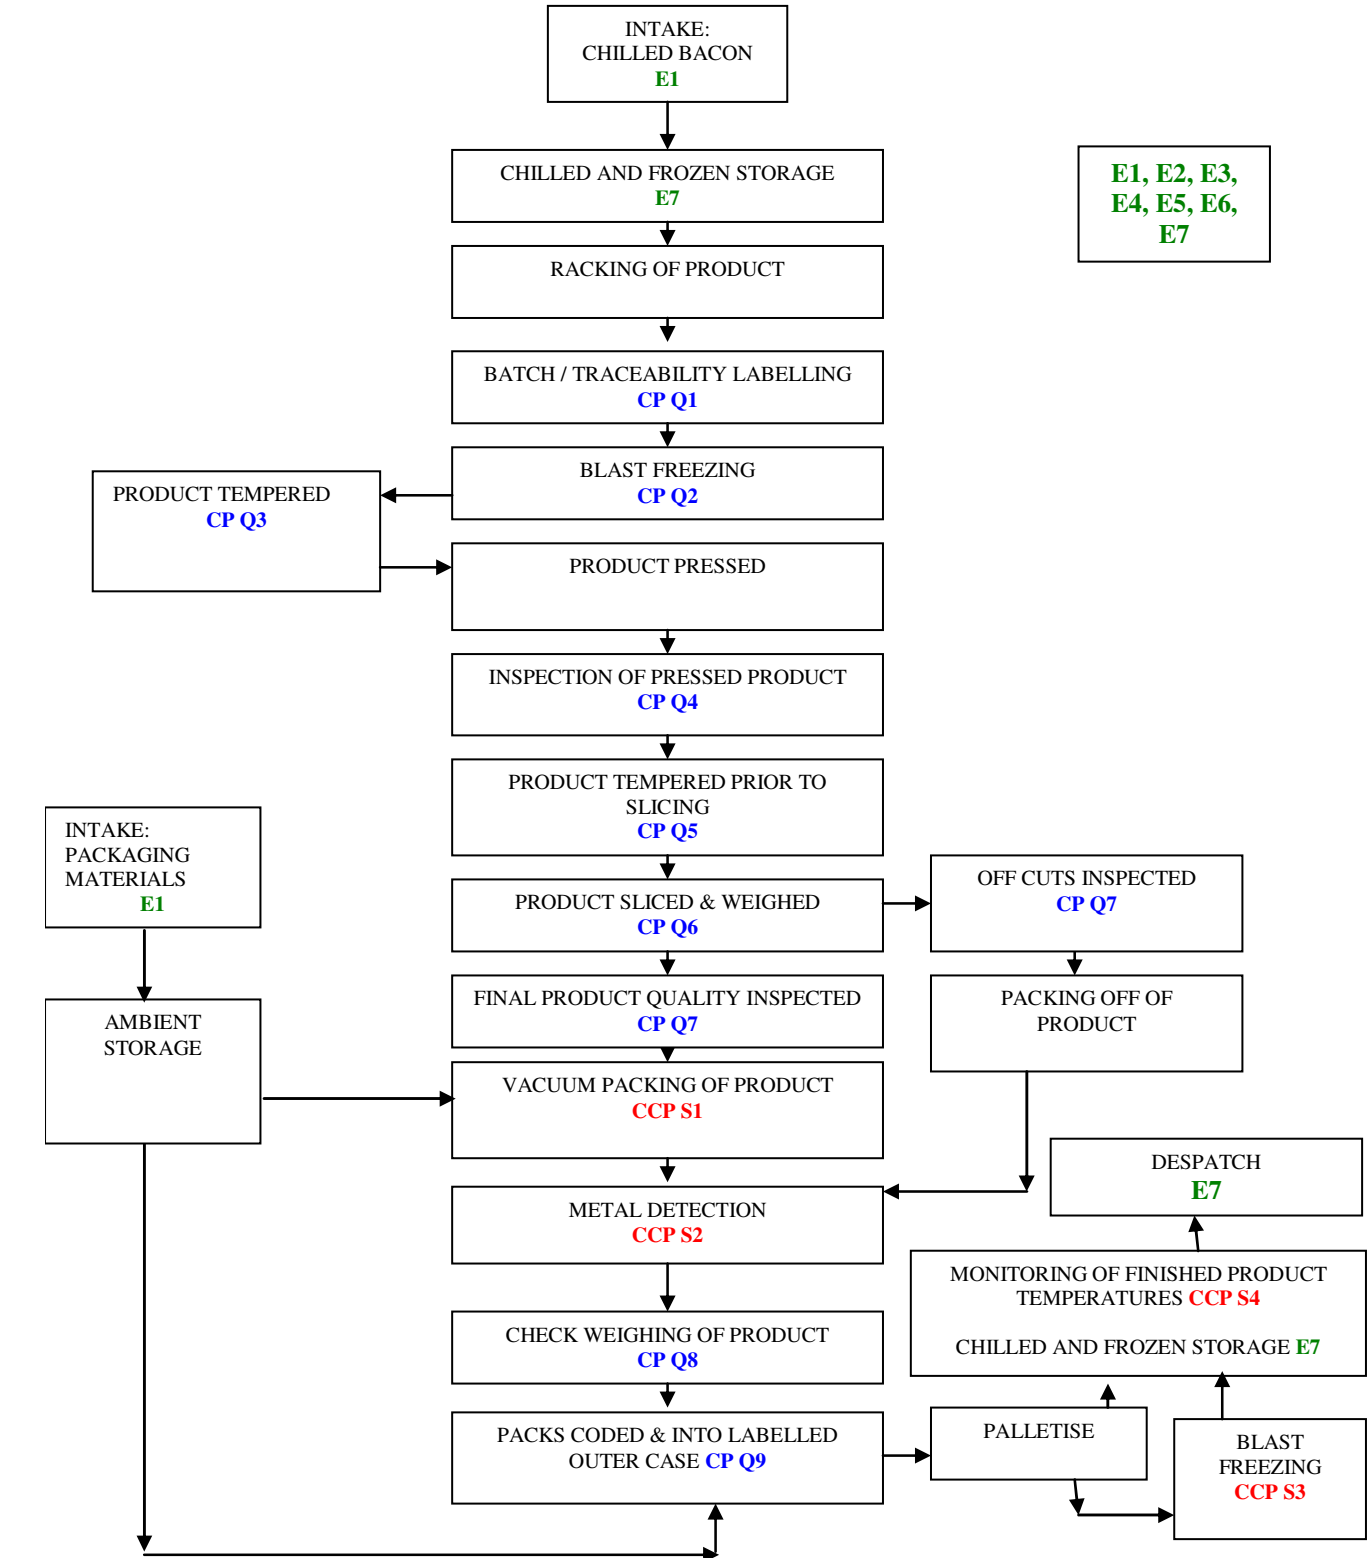 INTAKE:
CHILLED BACON
E1
CHILLED AND FROZEN STORAGE
E7
E1, E2, E3,
E4, E5, E6,
E7
RACKING OF PRODUCT
BATCH / TRACEABILITY LABELLING
CP Q1
BLAST FREEZING
CP Q2
PRODUCT TEMPERED
CP Q3
PRODUCT PRESSED
INSPECTION OF PRESSED PRODUCT
CP Q4
PRODUCT TEMPERED PRIOR TO
SLICING
CP Q5
INTAKE:
PACKAGING
MATERIALS
E1
PRODUCT SLICED & WEIGHED
CP Q6
OFF CUTS INSPECTED
CP Q7
FINAL PRODUCT QUALITY INSPECTED
CP Q7
PACKING OFF OF
PRODUCT
AMBIENT
STORAGE
VACUUM PACKING OF PRODUCT
CCP S1
METAL DETECTION
CCP S2
DESPATCH
E7
MONITORING OF FINISHED PRODUCT
TEMPERATURES CCP S4
CHILLED AND FROZEN STORAGE E7
CHECK WEIGHING OF PRODUCT
CP Q8
PACKS CODED & INTO LABELLED
OUTER CASE CP Q9
PALLETISE
BLAST
FREEZING
CCP S3